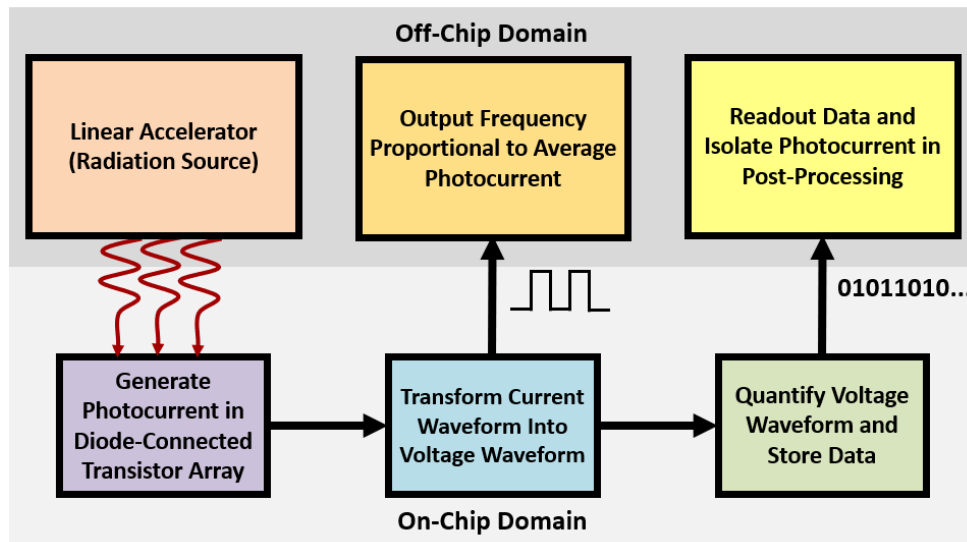 Off-Chip Domain
Linear Accelerator
(Radiation Source)
Output Frequency
Proportional to Average
Photocurrent
Readout Data and
Isolate Photocurrent in
Post-Processing
01011010...
Generate
Photocurrent in
Diode-Connected
Transistor Array
Transform Current
Waveform Into
Voltage Waveform
Quantify Voltage
Waveform and
Store Data
On-Chip Domain